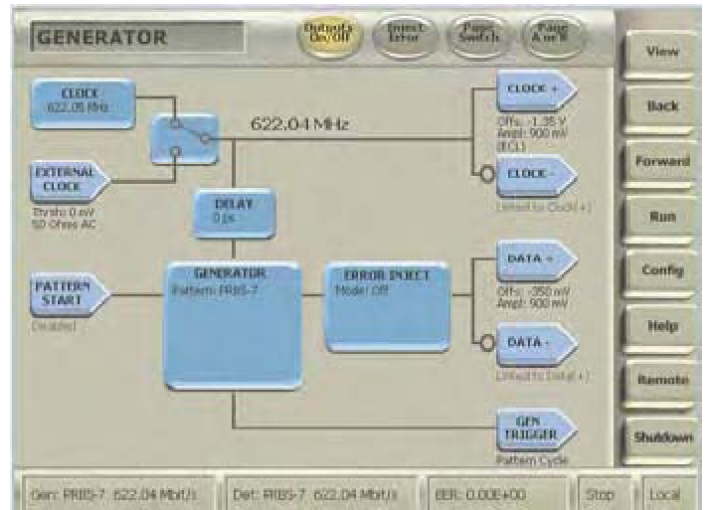 GENERATOR
Outputs
On/Off
Inject
Error
Page
Switch
Page
A or B
View
Back
Forward
Run
Config
Help
Remote
Shutdown
CLOCK
622.05 MHz
622.04 MHz
EXTERNAL
CLOCK
Thrsh: 0 mV
50 Ohms AC
DELAY
0 ps
CLOCK +
Offs: -1.35 V
Ampl: 900 mV
(ECL)
CLOCK -
Linked to Clock(+)
PATTERN
START
Disabled
GENERATOR
Pattern: PRBS-7
ERROR INJECT
Mode: Off
DATA +
Offs: -350 mV
Ampl: 900 mV
DATA -
Linked to Data(+)
GEN
TRIGGER
Pattern Cycle
Gen: PRBS-7 622.04 Mbit/s
Det: PRBS-7 622.04 Mbit/s
BER: 0.00E+00
Stop
Local